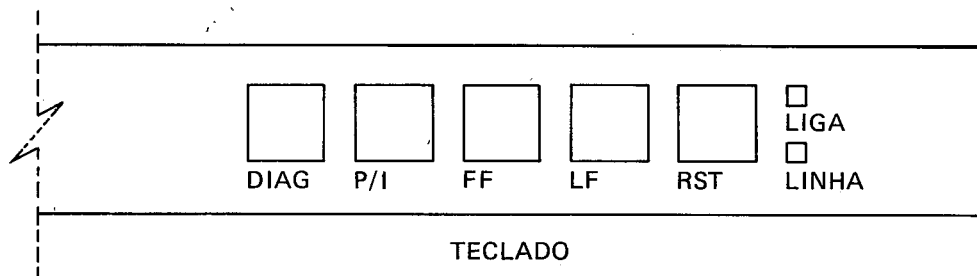 LIGA
DIAG P/I FF LF RST LINHA
TECLADO